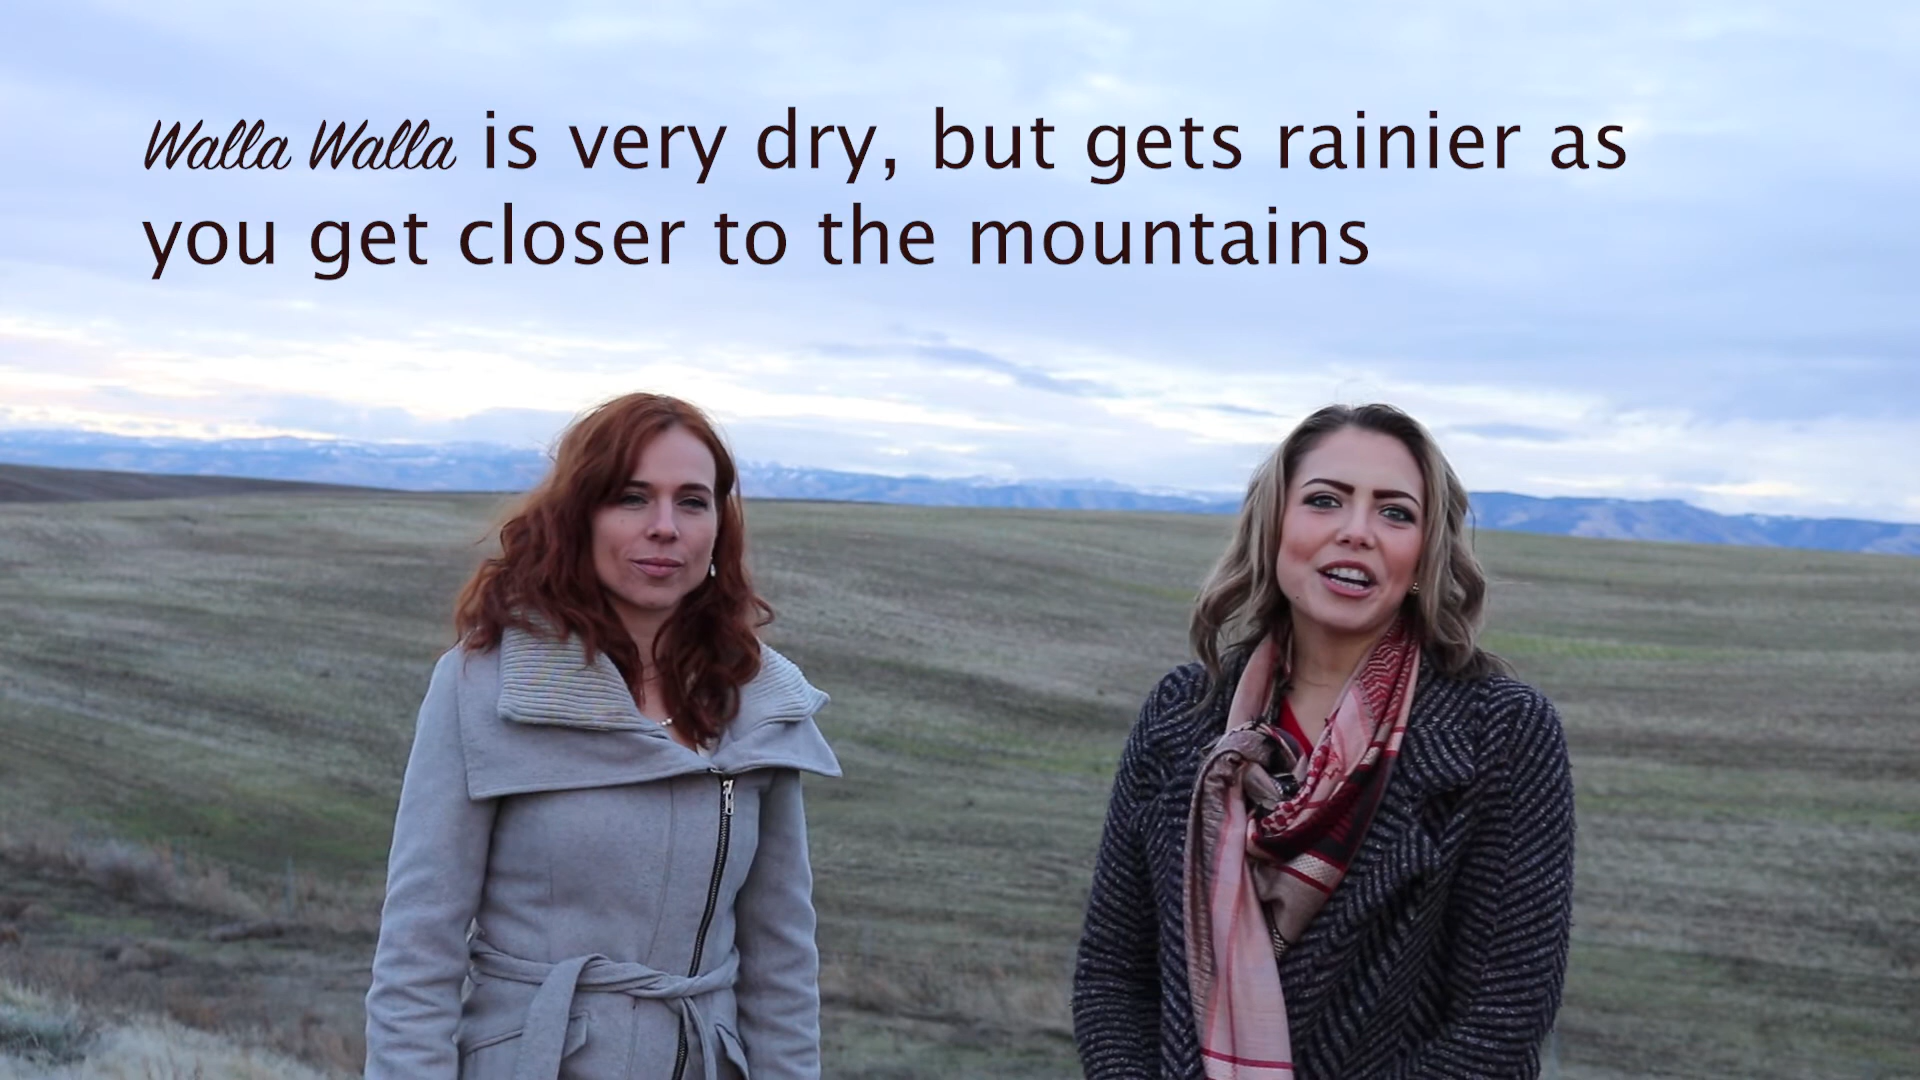 Walla Walla is very dry, but gets rainier as
you get closer to the mountains